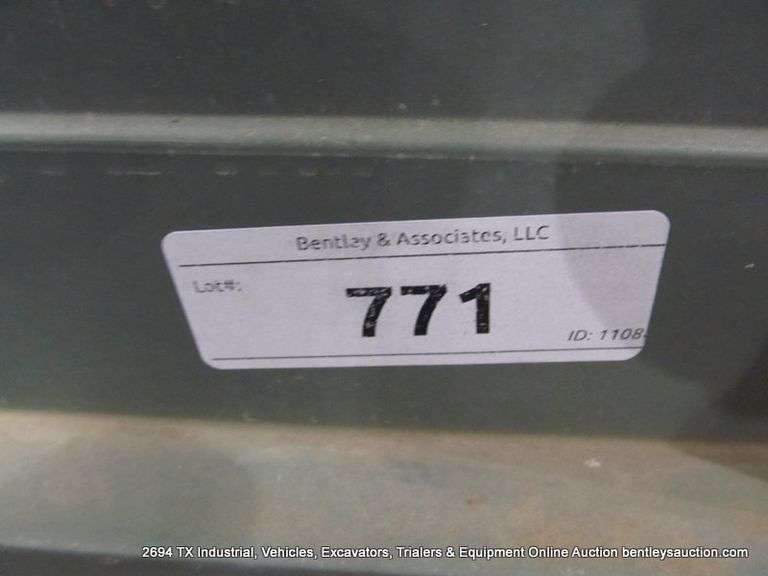 Bentley & Associates, LLC
Lot#:
771
ID: 1108
2694 TX Industrial, Vehicles, Excavators, Trialers & Equipment Online Auction bentleysauction.com